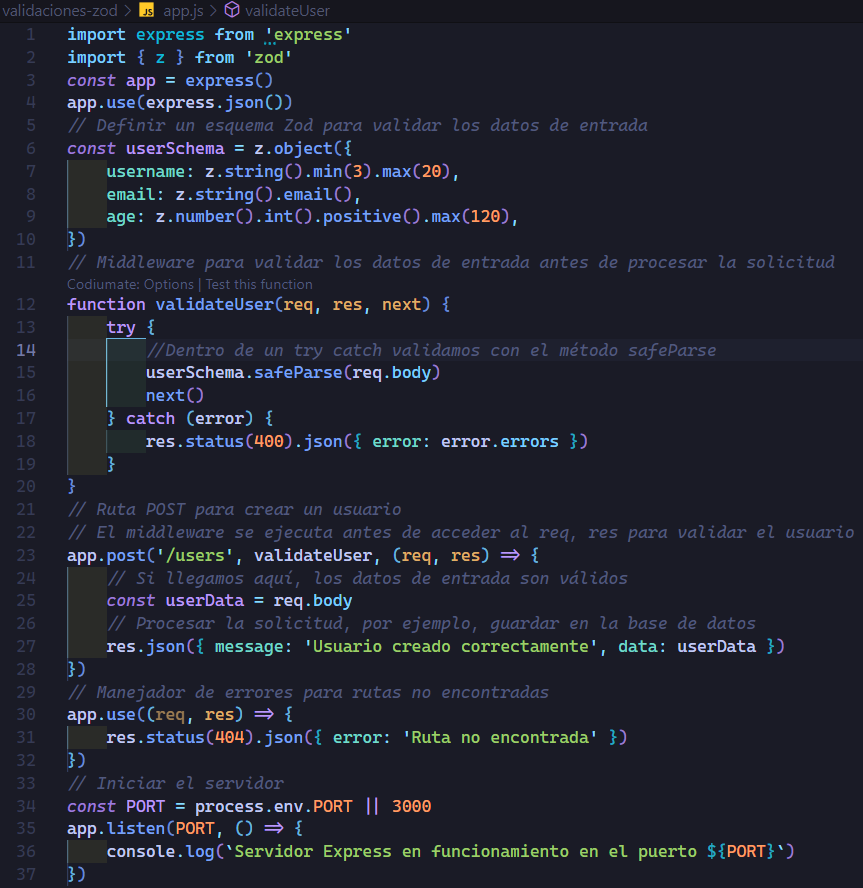 validaciones-zod > JS app.js > validateUser
1 import express from 'express'
2 import { z } from 'zod'
3 const app = express()
4 app.use(express.json())
5 // Definir un esquema Zod para validar los datos de entrada
6 const userSchema = z.object({
7     username: z.string().min(3).max(20),
8     email: z.string().email(),
9     age: z.number().int().positive().max(120),
10 })
11 // Middleware para validar los datos de entrada antes de procesar la solicitud
Codiumate: Options | Test this function
12 function validateUser(req, res, next) {
13     try {
14         //Dentro de un try catch validamos con el método safeParse
15         userSchema.safeParse(req.body)
16         next()
17     } catch (error) {
18         res.status(400).json({ error: error.errors })
19     }
20 }
21 // Ruta POST para crear un usuario
22 // El middleware se ejecuta antes de acceder al req, res para validar el usuario
23 app.post('/users', validateUser, (req, res) => {
24     // Si llegamos aquí, los datos de entrada son válidos
25     const userData = req.body
26     // Procesar la solicitud, por ejemplo, guardar en la base de datos
27     res.json({ message: 'Usuario creado correctamente', data: userData })
28 })
29 // Manejador de errores para rutas no encontradas
30 app.use((req, res) => {
31     res.status(404).json({ error: 'Ruta no encontrada' })
32 })
33 // Iniciar el servidor
34 const PORT = process.env.PORT || 3000
35 app.listen(PORT, () => {
36     console.log(`Servidor Express en funcionamiento en el puerto ${PORT}`)
37 })